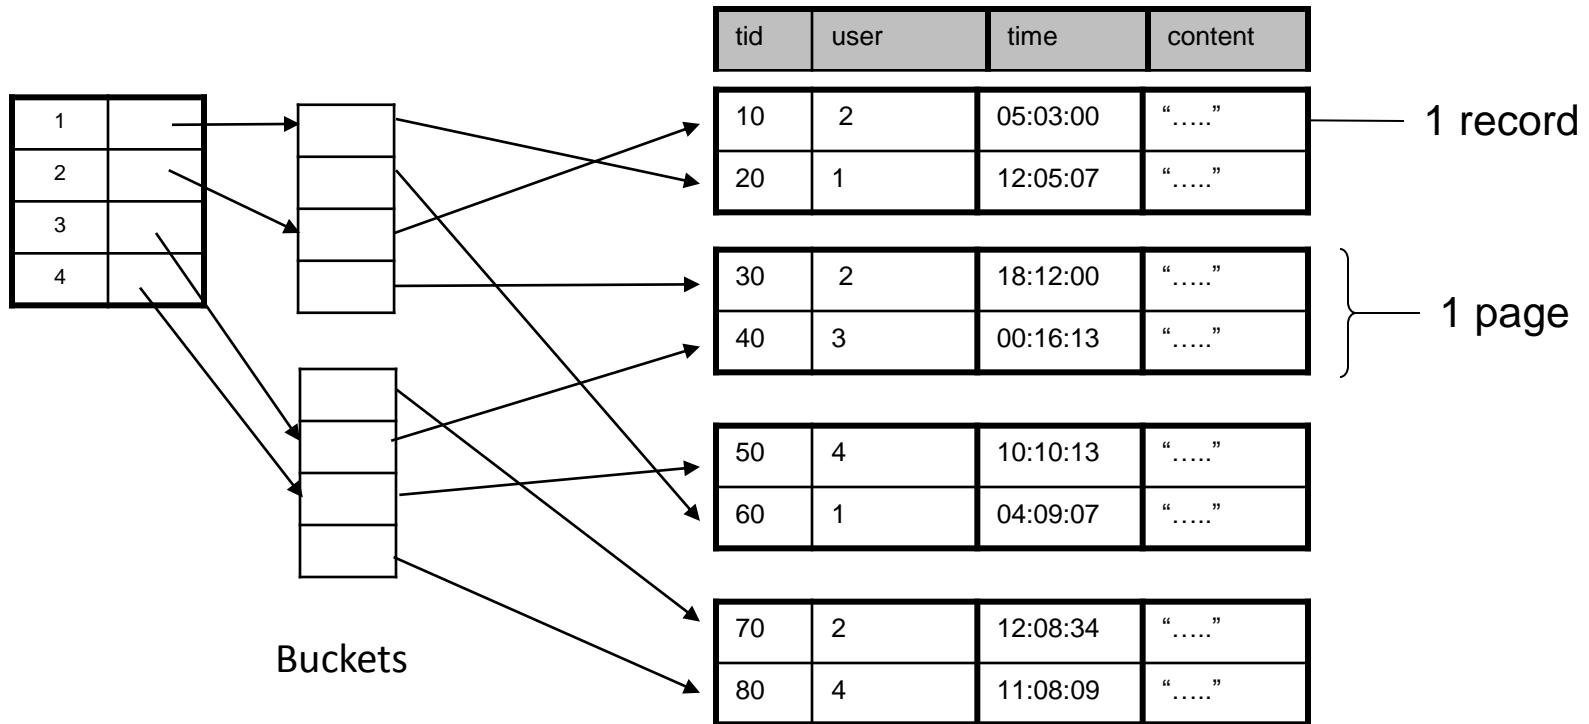 tid user time content
1
2
3
4
10 2 05:03:00 “…..”
20 1 12:05:07 “…..”
1 record
30 2 18:12:00 “…..”
40 3 00:16:13 “…..”
1 page
50 4 10:10:13 “…..”
60 1 04:09:07 “…..”
70 2 12:08:34 “…..”
80 4 11:08:09 “…..”
Buckets